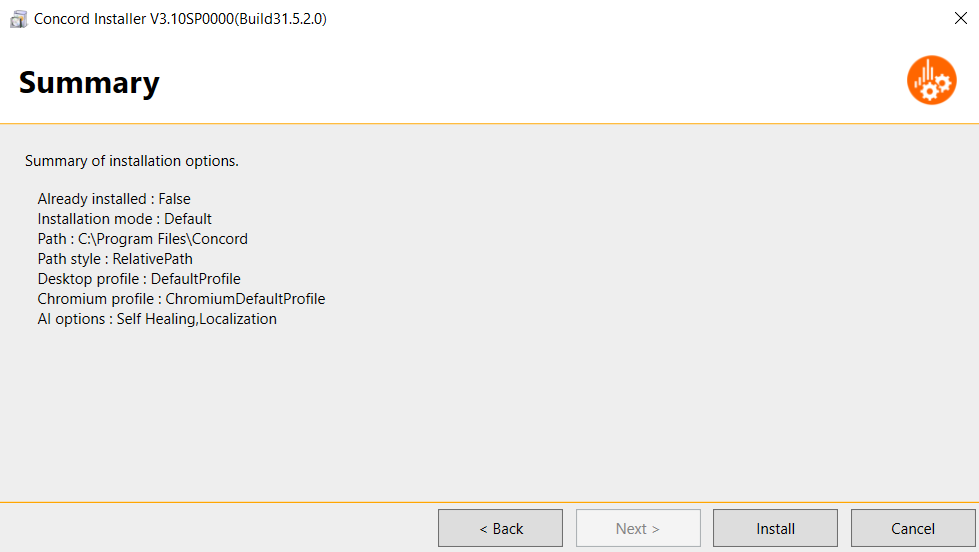 Concord Installer V3.10SP0000(Build31.5.2.0)
Summary
Summary of installation options.
Already installed : False
Installation mode : Default
Path : C:\Program Files\Concord
Path style : RelativePath
Desktop profile : DefaultProfile
Chromium profile : ChromiumDefaultProfile
AI options : Self Healing,Localization
< Back
Next >
Install
Cancel